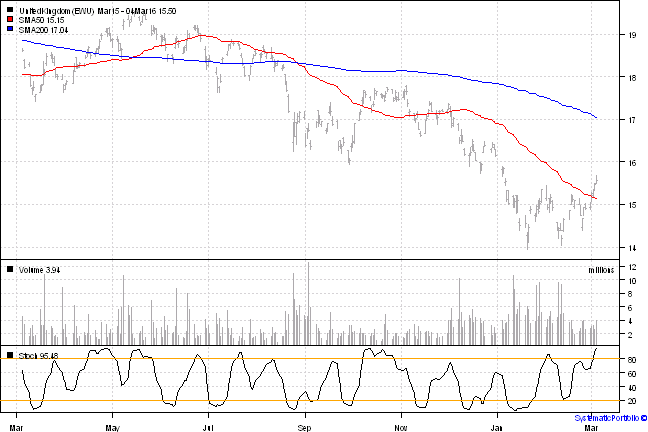 UnitedKingdom (EWU) Mar15 - 04Mar16 15.50
SMA50 15.15
SMA200 17.04
19
18
17
16
15
14
Volume 3.94
millions
12
10
8
6
4
2
Stoch 95.48
80
60
40
20
SystematicPortfolio ©
Mar May Jul Sep Nov Jan Mar